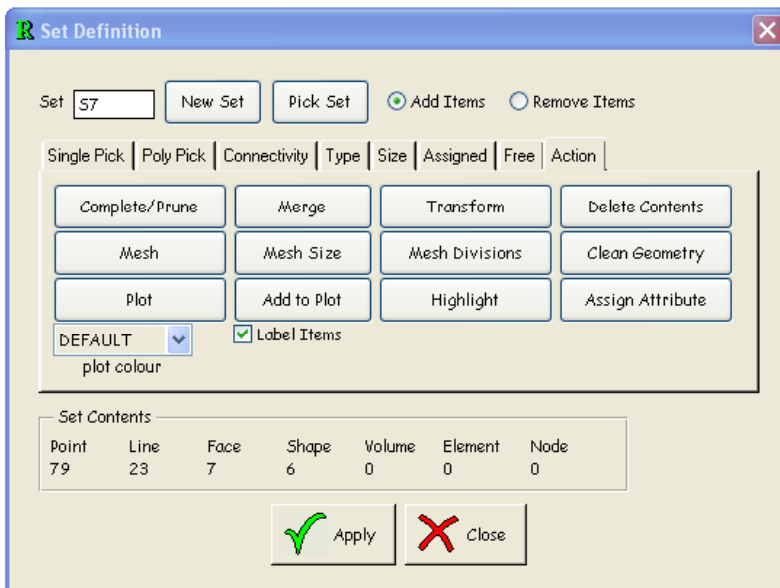 R Set Definition
Set S7 New Set Pick Set Add Items Remove Items
Single Pick Poly Pick Connectivity Type Size Assigned Free Action
Complete/Prune Merge Transform Delete Contents
Mesh Mesh Size Mesh Divisions Clean Geometry
Plot Add to Plot Highlight Assign Attribute
DEFAULT Label Items
plot colour
Set Contents
Point Line Face Shape Volume Element Node
79 23 7 6 0 0 0
Apply Close